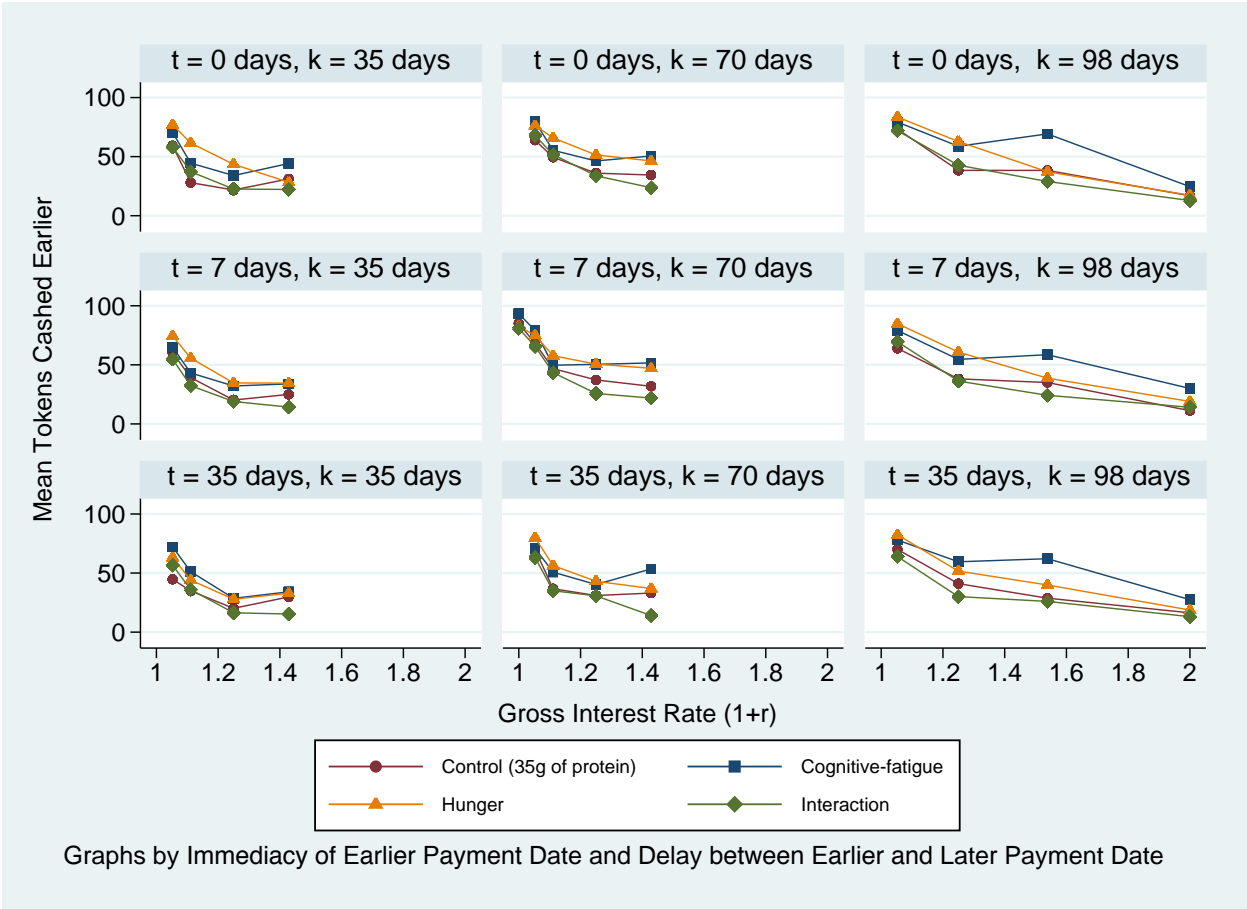 t = 0 days, k = 35 days
t = 0 days, k = 70 days
t = 0 days,  k = 98 days
100
50
0
t = 7 days, k = 35 days
t = 7 days, k = 70 days
t = 7 days,  k = 98 days
100
50
0
t = 35 days, k = 35 days
t = 35 days, k = 70 days
t = 35 days,  k = 98 days
100
50
0
Mean Tokens Cashed Earlier
1 1.2 1.4 1.6 1.8 2
1 1.2 1.4 1.6 1.8 2
1 1.2 1.4 1.6 1.8 2
Gross Interest Rate (1+r)
Control (35g of protein)
Cognitive-fatigue
Hunger
Interaction
Graphs by Immediacy of Earlier Payment Date and Delay between Earlier and Later Payment Date